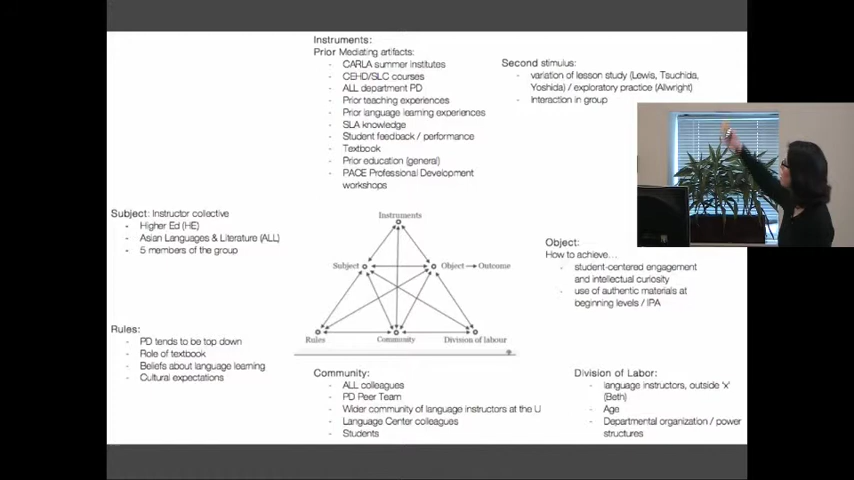 Instruments:
Prior Mediating artifacts:
- CARLA summer institutes
- CEHD/SLC courses
- ALL department PD
- Prior teaching experiences
- Prior language learning experiences
- SLA knowledge
- Student feedback / performance
- Textbook
- Prior education (general)
- PACE Professional Development
workshops
Second stimulus:
- variation of lesson study (Lewis, Tsuchida,
Yoshida) / exploratory practice (Allwright)
- interaction in group
Subject: Instructor collective
- Higher Ed (HE)
- Asian Languages & Literature (ALL)
- 5 members of the group
Instruments
Subject
Object → Outcome
Rules
Community
Division of labour
Object:
How to achieve…
- student-centered engagement
and intellectual curiosity
- use of authentic materials at
beginning levels / IPA
Rules:
- PD tends to be top down
- Role of textbook
- Beliefs about language learning
- Cultural expectations
Community:
- ALL colleagues
- PD Peer Team
- Wider community of language instructors at the U
- Language Center colleagues
- Students
Division of Labor:
- language instructors, outside 'x'
(Beth)
- Age
- Departmental organization / power
structures